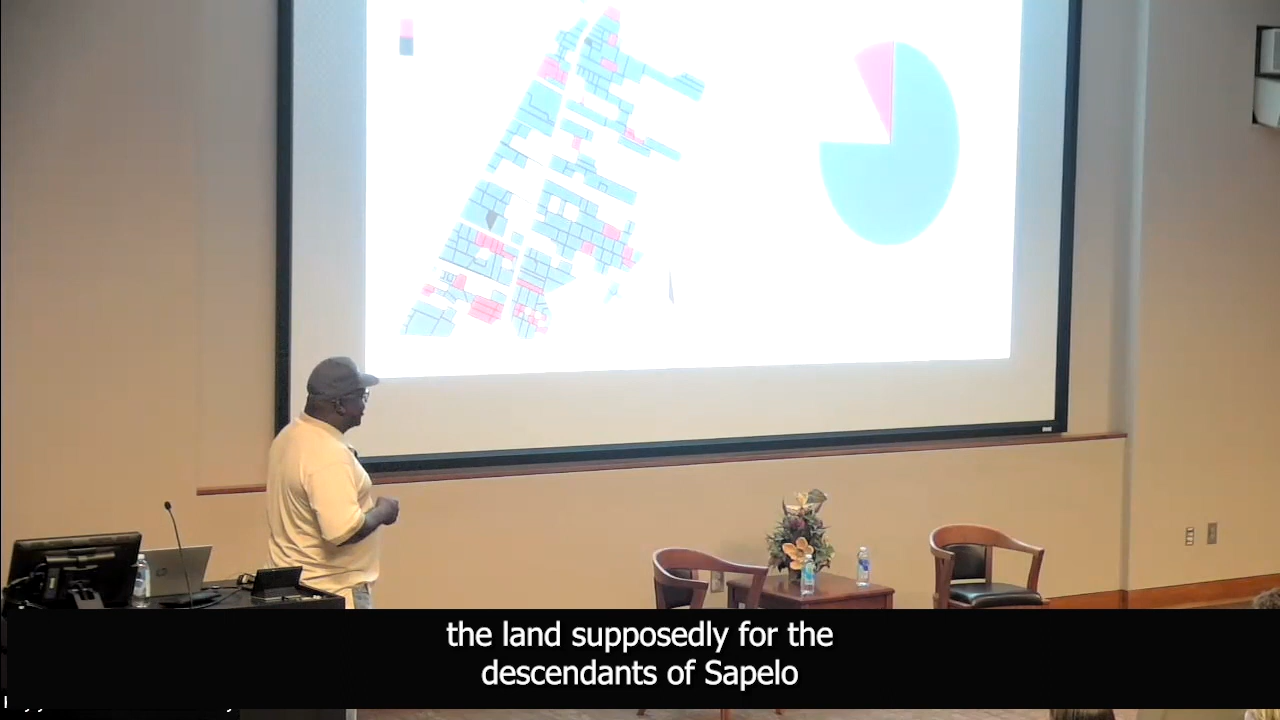 the land supposedly for the
descendants of Sapelo